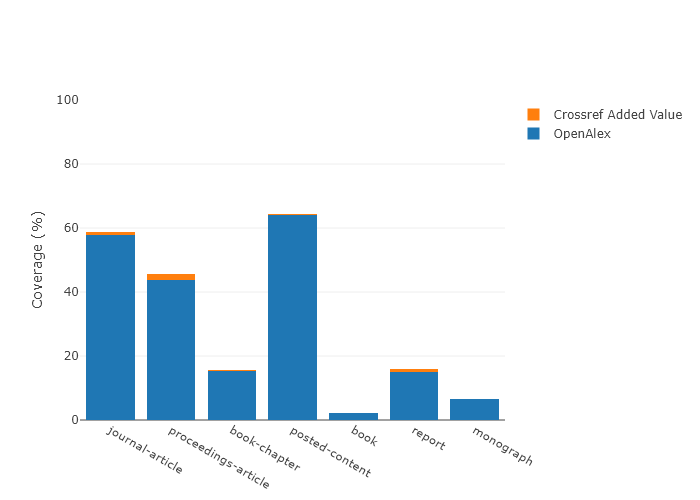 100
80
60
40
20
0
Coverage (%)
journal-article
proceedings-article
book-chapter
posted-content
book
report
monograph
Crossref Added Value
OpenAlex